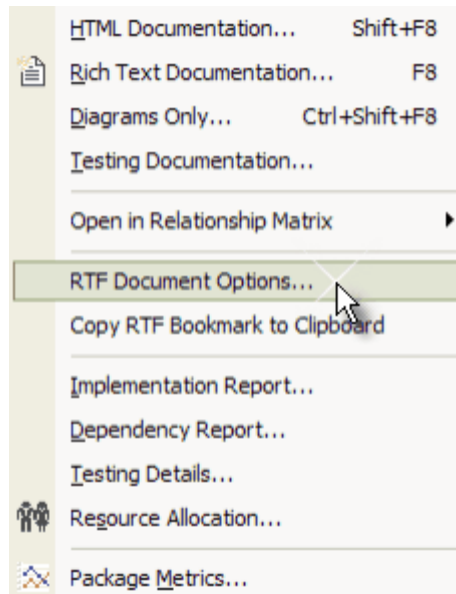 HTML Documentation... Shift+F8
Rich Text Documentation... F8
Diagrams Only... Ctrl+Shift+F8
Testing Documentation...
Open in Relationship Matrix
RTF Document Options...
Copy RTF Bookmark to Clipboard
Implementation Report...
Dependency Report...
Testing Details...
Resource Allocation...
Package Metrics...